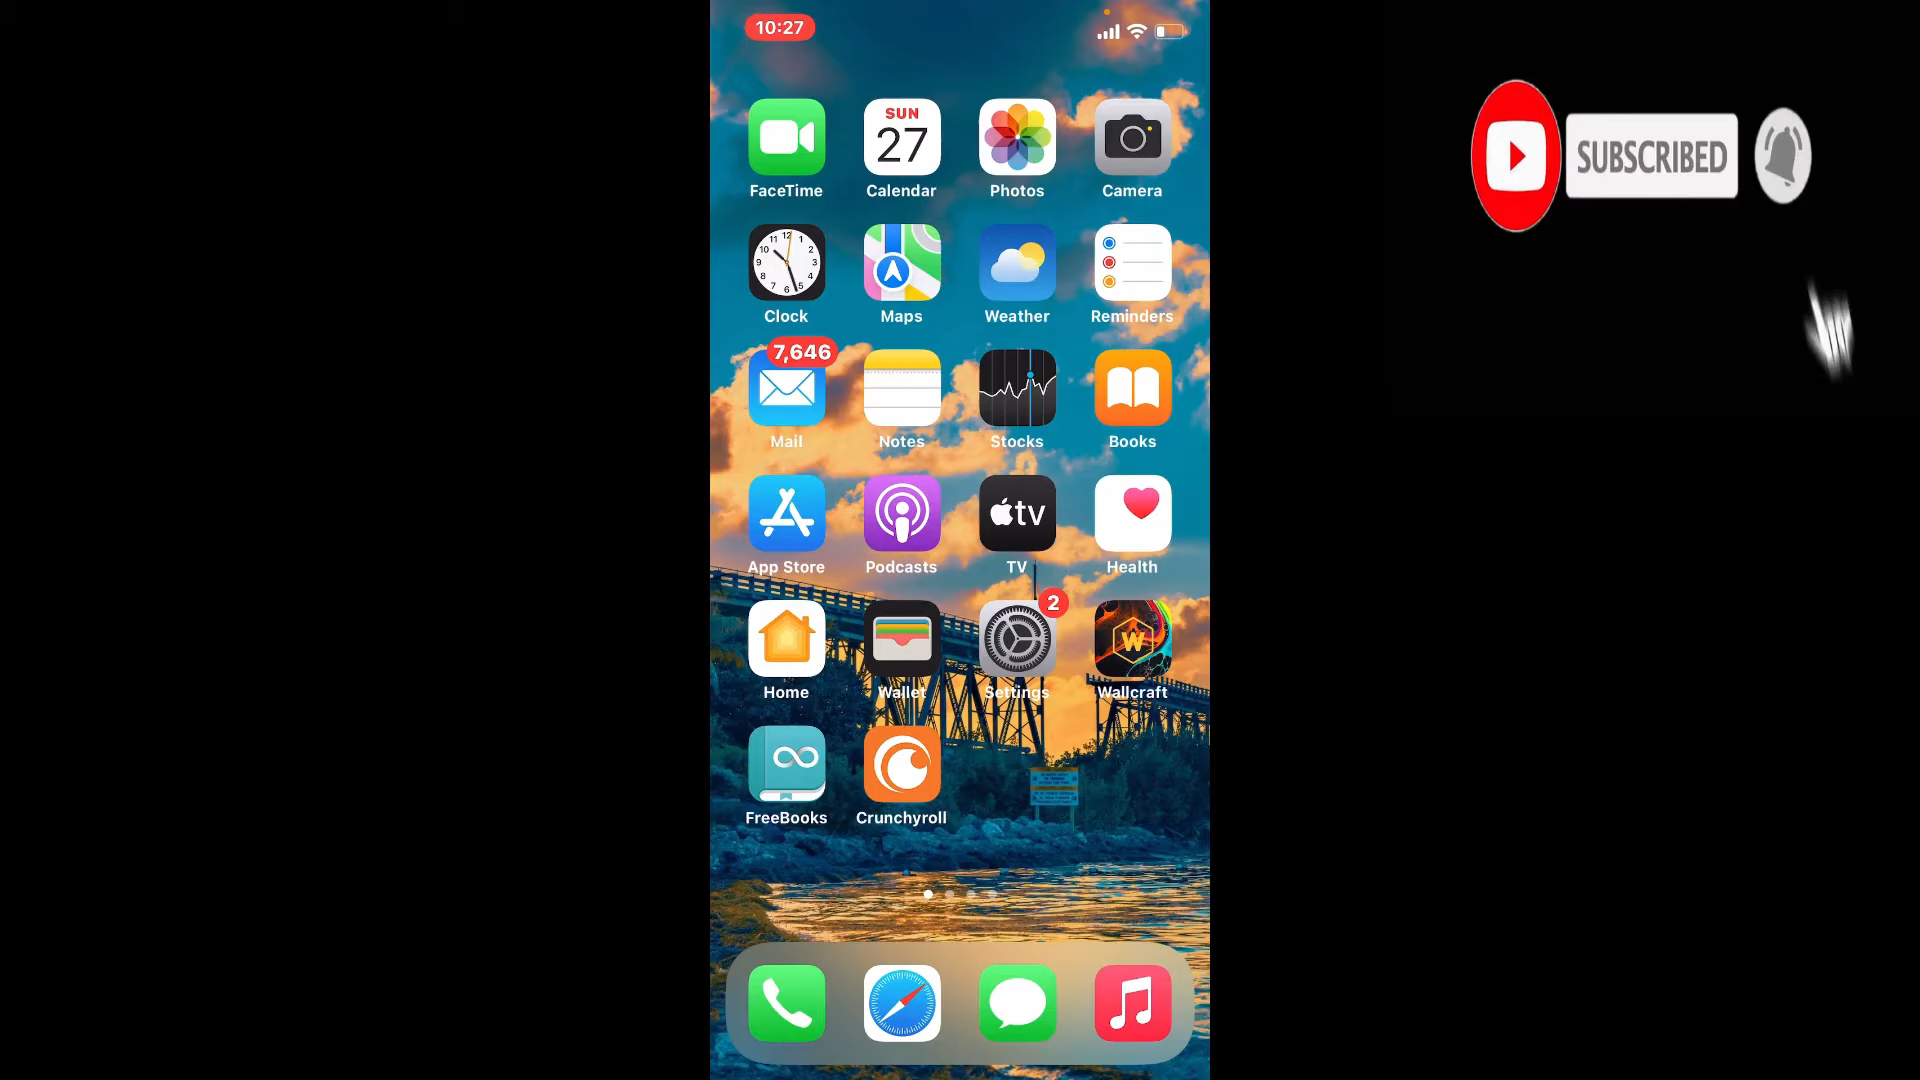 10:27
SUN
27
FaceTime
Calendar
Photos
Camera
Clock
Maps
Weather
Reminders
7,646
Mail
Notes
Stocks
Books
tv
App Store
Podcasts
TV
Health
2
W
Home
Wallet
Settings
Wallcraft
FreeBooks
Crunchyroll
SUBSCRIBED